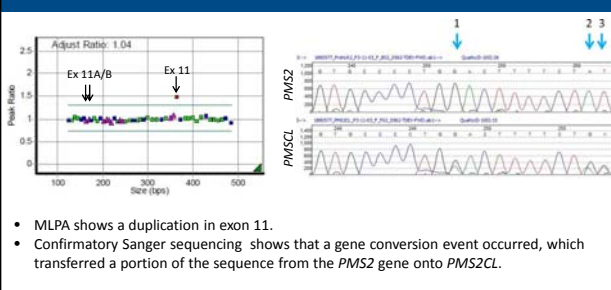 Adjust Ratio: 1.04
Ex 11A/B
Ex 11
Peak Ratio
2.5
2
1.5
1
0.5
0
100 200 300 400 500
Size (bps)
1 2 3
PMS2
PMSCL
• MLPA shows a duplication in exon 11.
• Confirmatory Sanger sequencing shows that a gene conversion event occurred, which
transferred a portion of the sequence from the PMS2 gene onto PMS2CL.